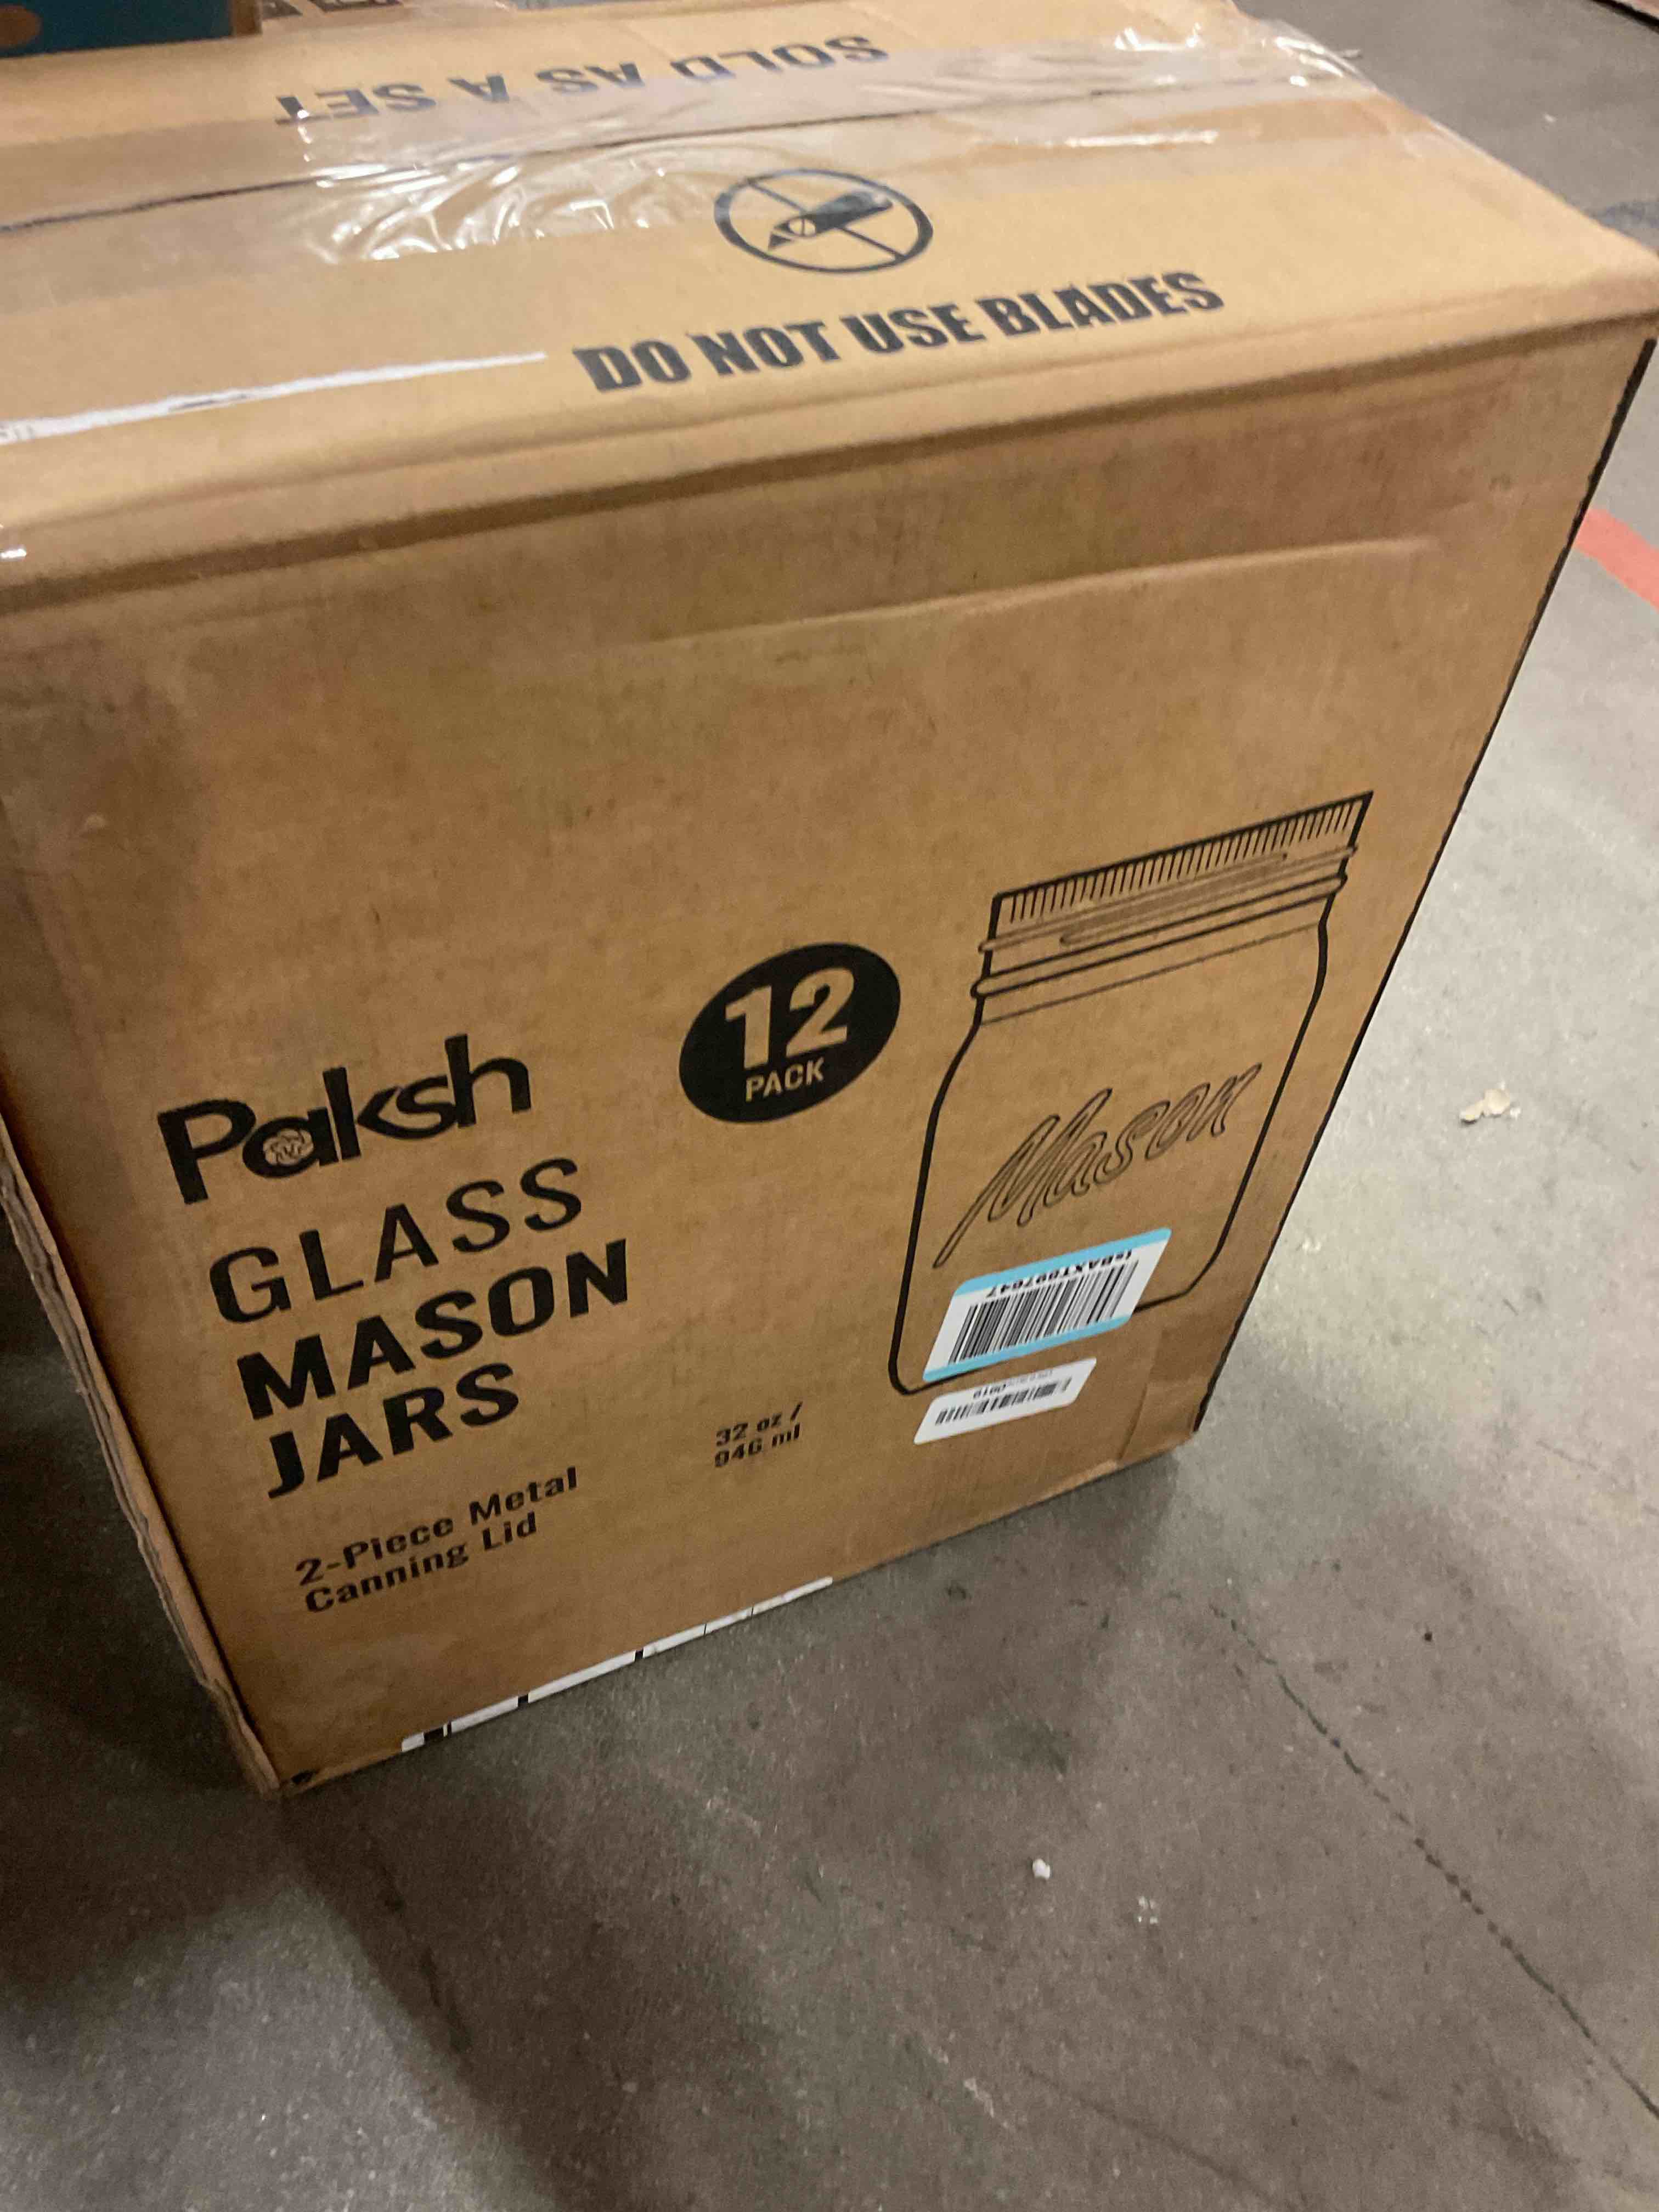 SOLD AS A SET
DO NOT USE BLADES
12
PACK
Paksh
GLASS
MASON
JARS
Mason
32 oz /
946 ml
2-Piece Metal
Canning Lid